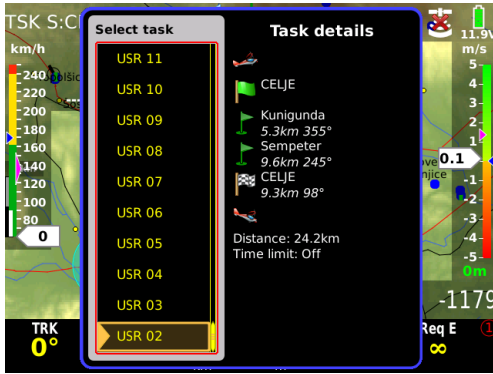 TSK S:C
Select task
USR 11
USR 10
USR 09
USR 08
USR 07
USR 06
USR 05
USR 04
USR 03
USR 02
Task details
CELJE
Kunigunda
5.3km 355°
Sempeter
9.6km 245°
CELJE
9.3km 98°
Distance: 24.2km
Time limit: Off
km/h
240
220
200
180
160
140
120
100
80
0
11.9V
m/s
5
4
3
2
1
0.1
-1
-2
-3
-4
-5
0m
-1179
TRK
0°
Req E
1
∞